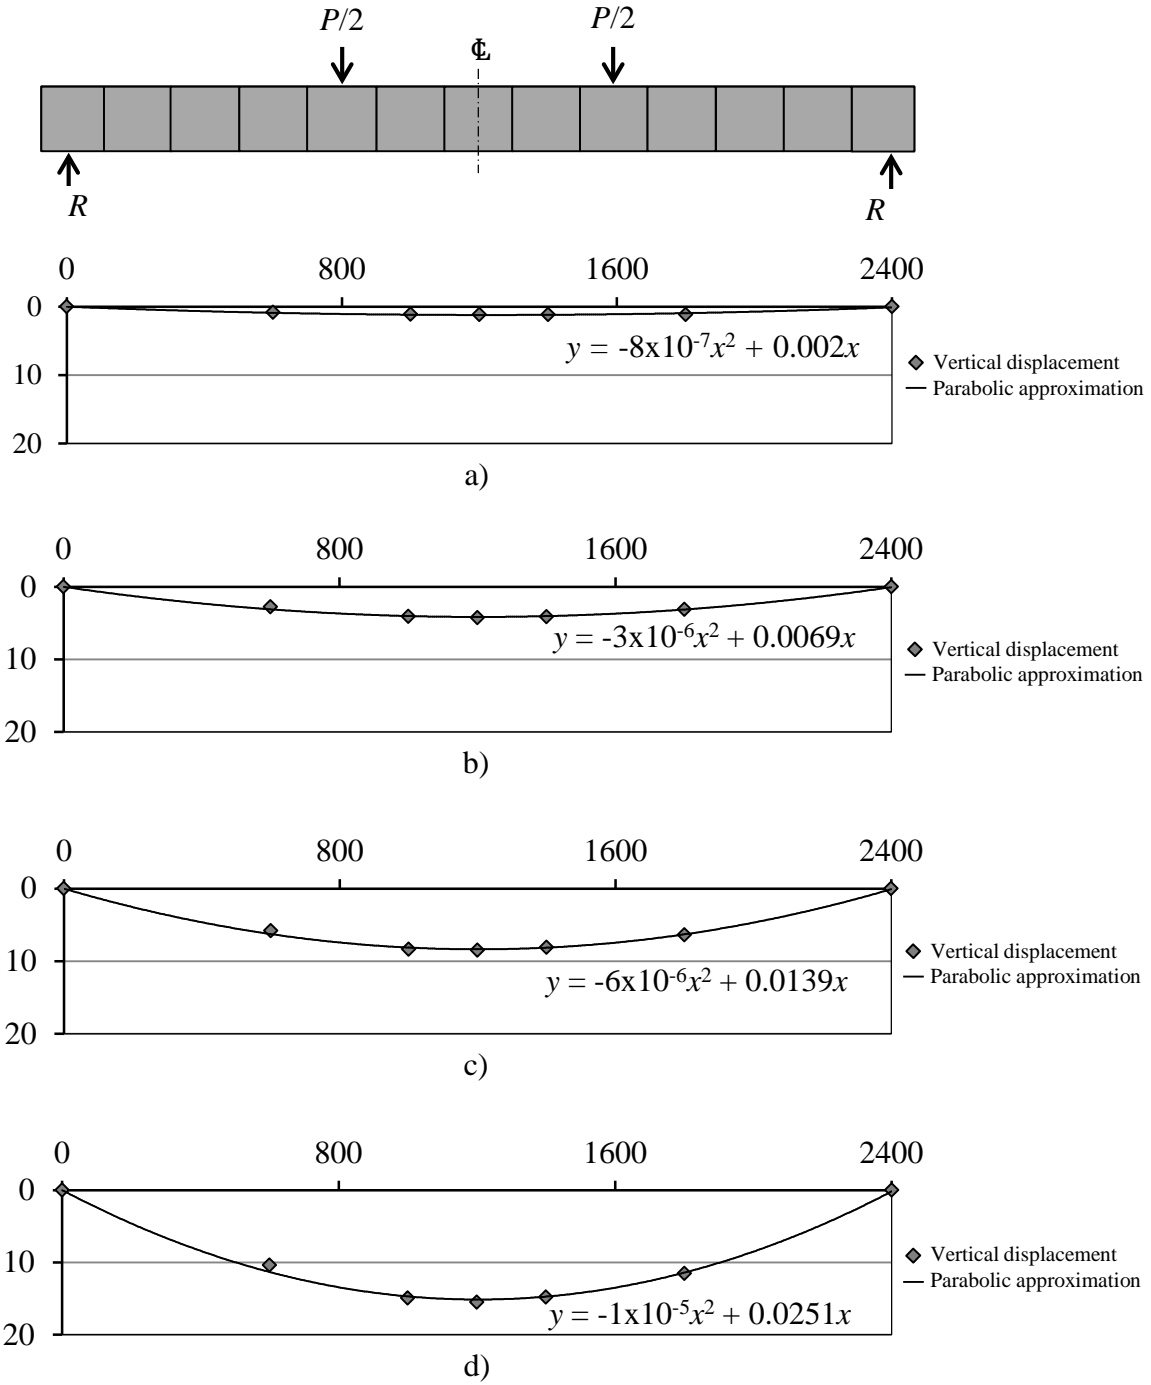 P/2 P/2
℄
R R
0 800 1600 2400
0
y = -8x10⁻⁷x² + 0.002x
Vertical displacement
10
Parabolic approximation
20
a)
0 800 1600 2400
0
y = -3x10⁻⁶x² + 0.0069x
Vertical displacement
10
Parabolic approximation
20
b)
0 800 1600 2400
0
Vertical displacement
10
y = -6x10⁻⁶x² + 0.0139x
Parabolic approximation
20
c)
0 800 1600 2400
0
10
Vertical displacement
Parabolic approximation
y = -1x10⁻⁵x² + 0.0251x
20
d)